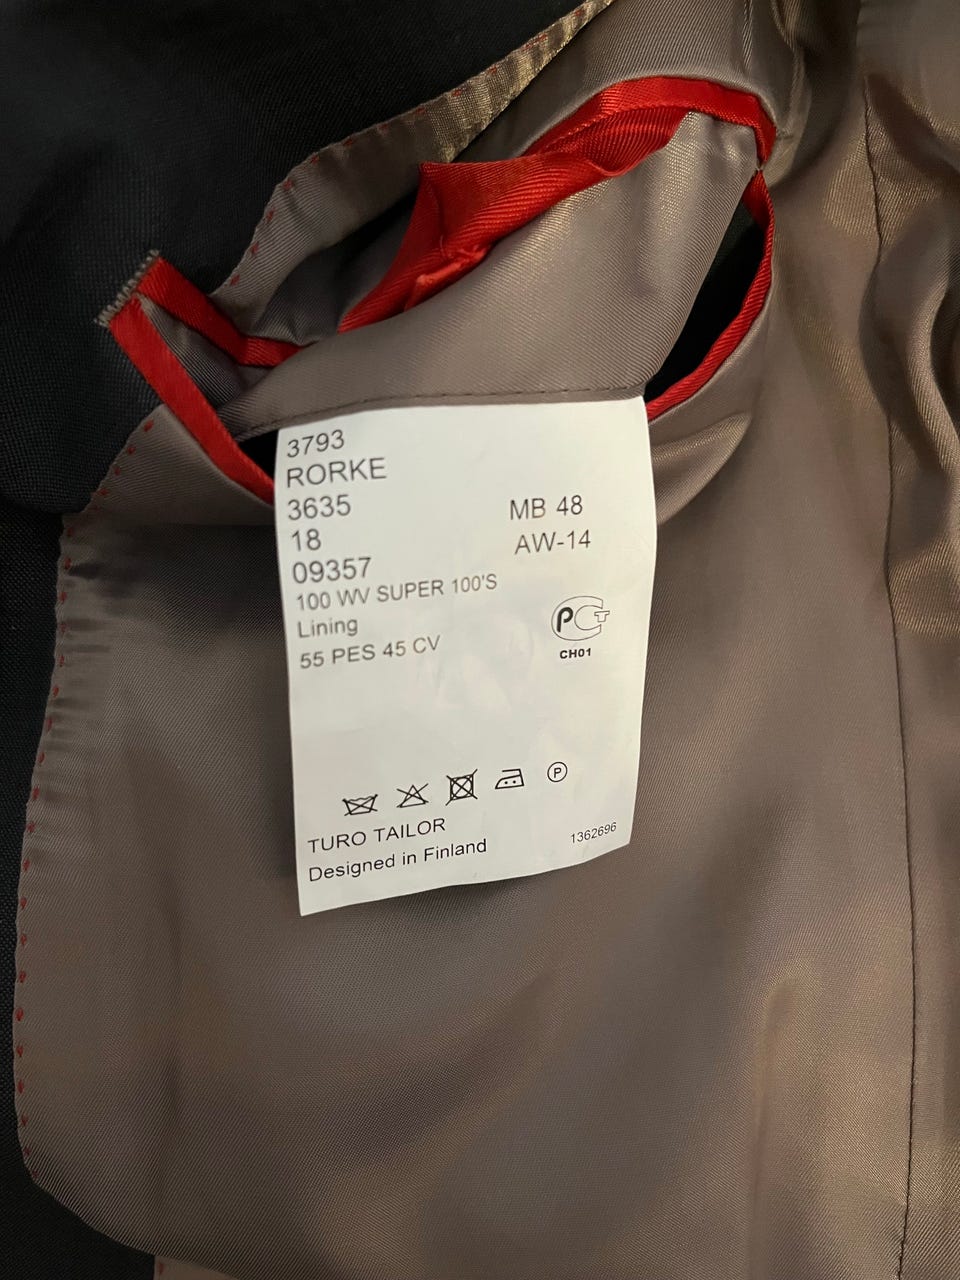 3793
RORKE
3635
MB 48
18
AW-14
09357
100 WV SUPER 100'S
Lining
55 PES 45 CV
РСТ
CH01
P
TURO TAILOR
Designed in Finland
1362696